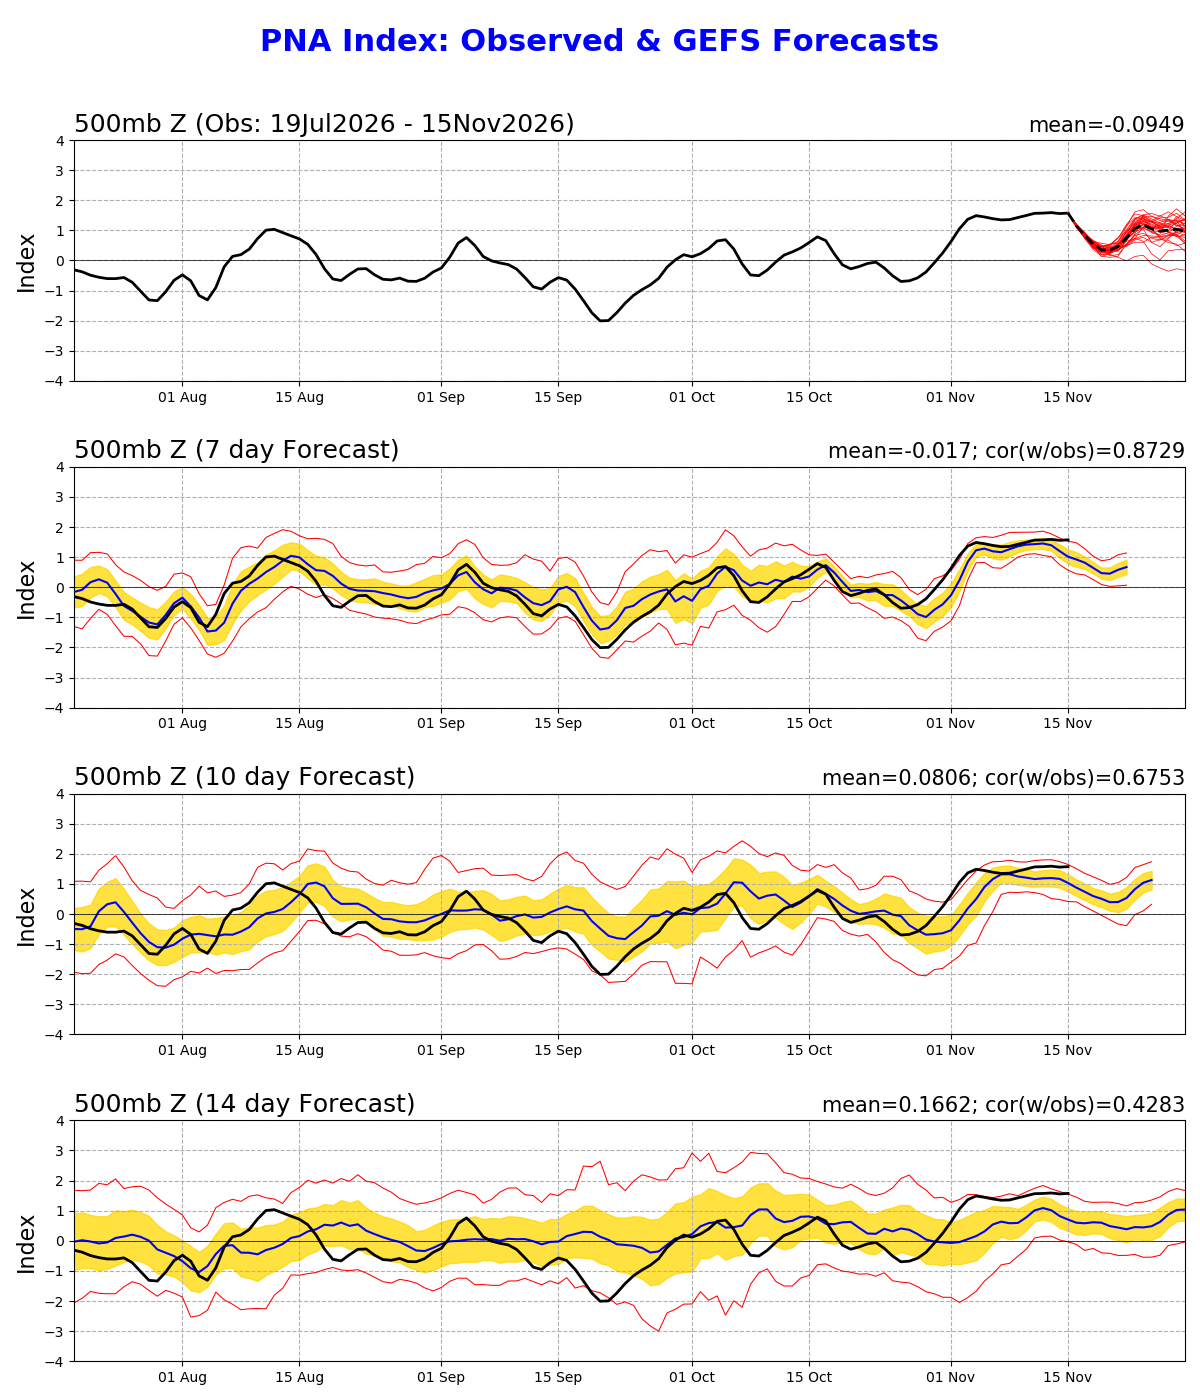 PNA Index: Observed & GEFS Forecasts
500mb Z (Obs: 19Jul2026 - 15Nov2026) mean=-0.0949
4
3
2
1
0
−1
−2
−3
−4
Index
01 Aug 15 Aug 01 Sep 15 Sep 01 Oct 15 Oct 01 Nov 15 Nov
500mb Z (7 day Forecast) mean=-0.017; cor(w/obs)=0.8729
4
3
2
1
0
−1
−2
−3
−4
Index
01 Aug 15 Aug 01 Sep 15 Sep 01 Oct 15 Oct 01 Nov 15 Nov
500mb Z (10 day Forecast) mean=0.0806; cor(w/obs)=0.6753
4
3
2
1
0
−1
−2
−3
−4
Index
01 Aug 15 Aug 01 Sep 15 Sep 01 Oct 15 Oct 01 Nov 15 Nov
500mb Z (14 day Forecast) mean=0.1662; cor(w/obs)=0.4283
4
3
2
1
0
−1
−2
−3
−4
Index
01 Aug 15 Aug 01 Sep 15 Sep 01 Oct 15 Oct 01 Nov 15 Nov